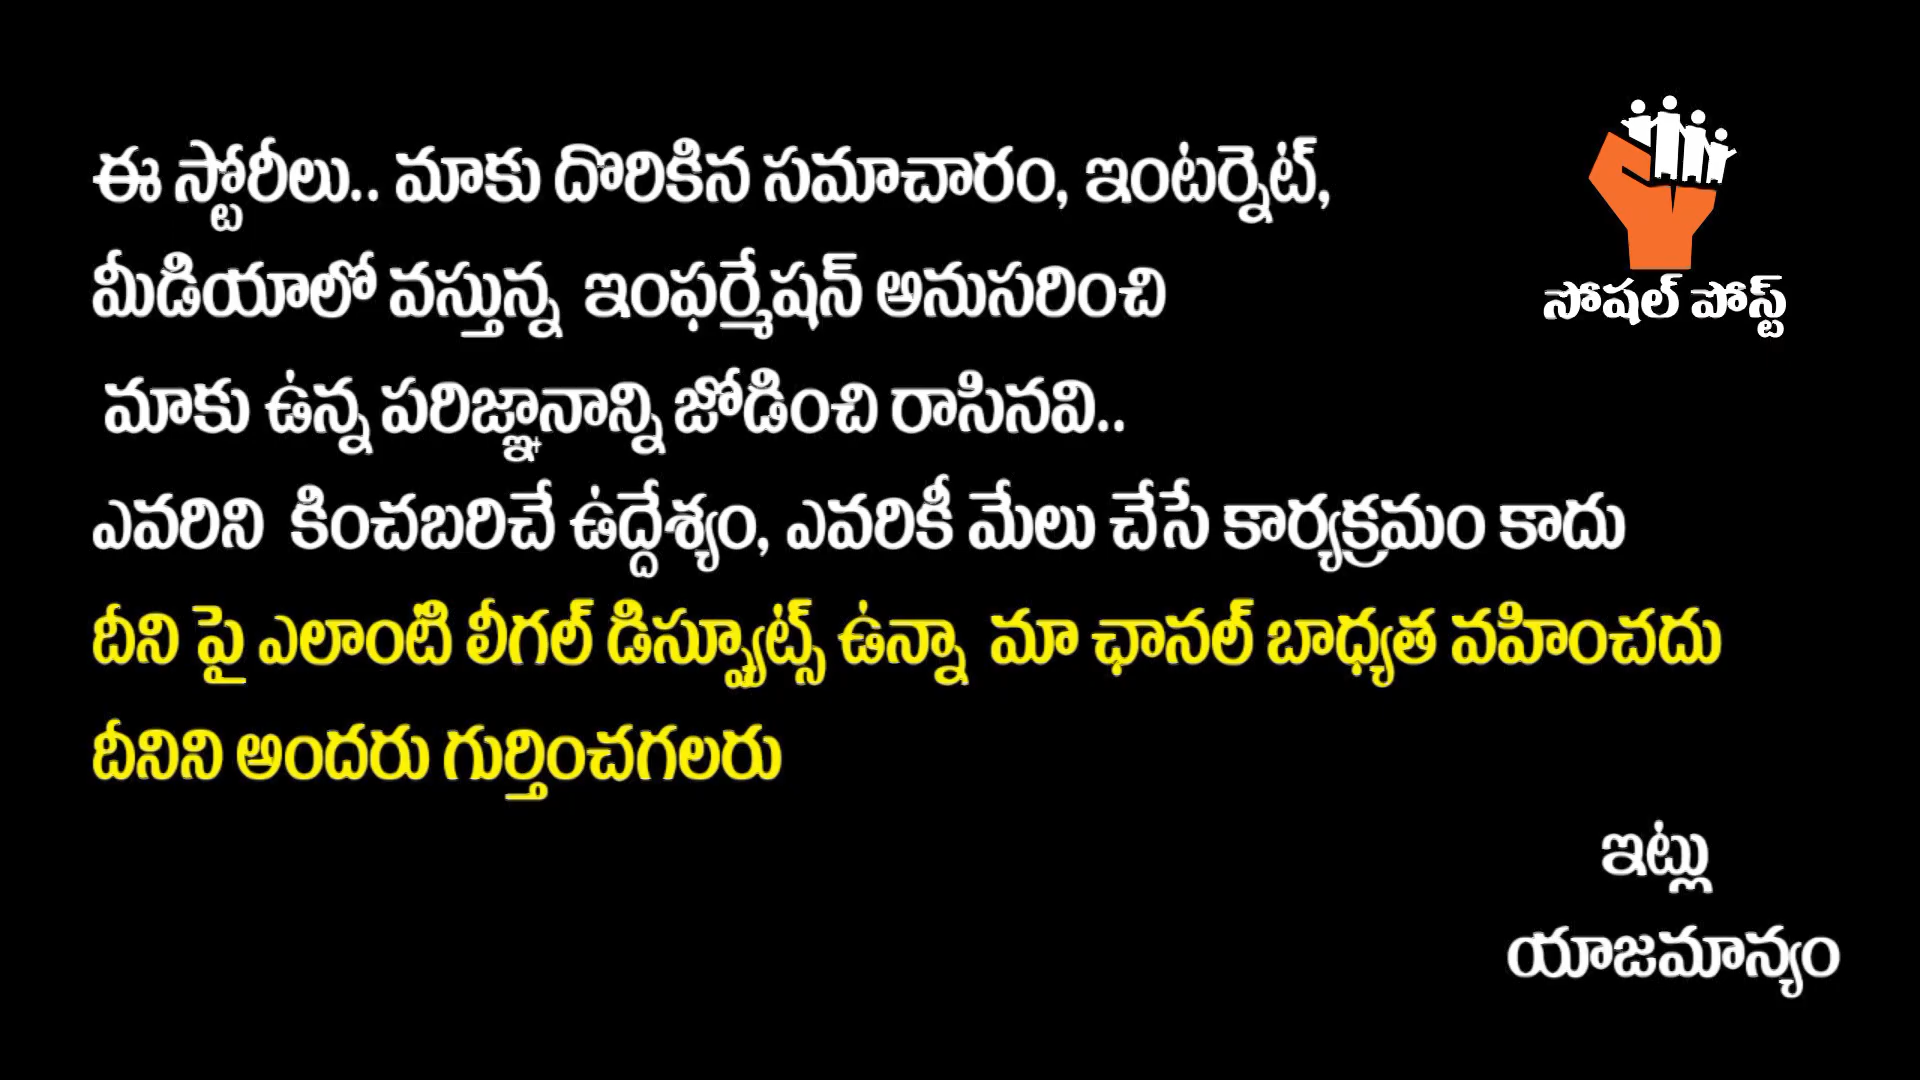 ఈ స్టోరీలు.. మాకు దొరికిన సమాచారం, ఇంటర్నెట్,
మీడియాలో వస్తున్న ఇంఫర్మేషన్ అనుసరించి
మాకు ఉన్న పరిజ్ఞానాన్ని జోడించి రాసినవి..
ఎవరిని కించబరిచే ఉద్దేశ్యం, ఎవరికీ మేలు చేసే కార్యక్రమం కాదు
దీని పై ఎలాంటి లీగల్ డిస్ప్యూట్స్ ఉన్నా మా ఛానల్ బాధ్యత వహించదు
దీనిని అందరు గుర్తించగలరు
ఇట్లు
యాజమాన్యం
సోషల్ పోస్ట్